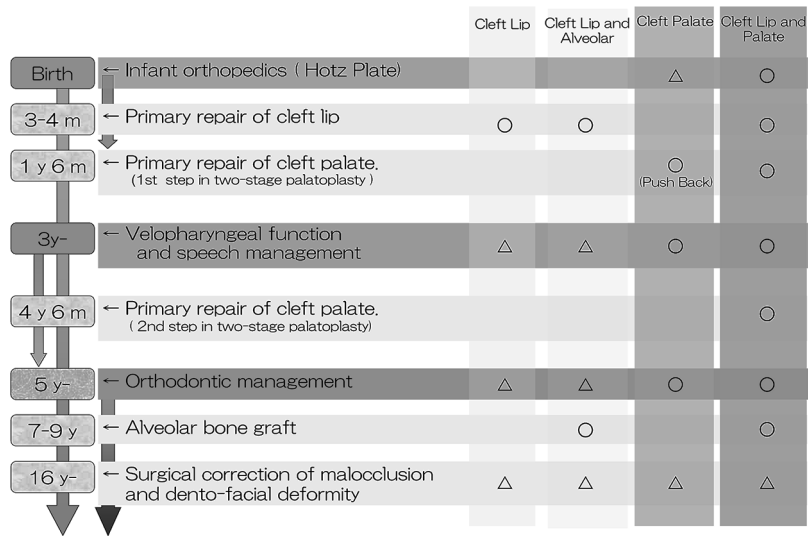 Cleft Lip
Cleft Lip and
Alveolar
Cleft Palate
Cleft Lip and
Palate
Birth ← Infant orthopedics ( Hotz Plate) △ ○
3-4 m ← Primary repair of cleft lip ○ ○ ○
1 y 6 m ← Primary repair of cleft palate. ○ ○
(1st step in two-stage palatoplasty ) (Push Back)
3y- ← Velopharyngeal function
and speech management △ △ ○ ○
4 y 6 m ← Primary repair of cleft palate. ○
( 2nd step in two-stage palatoplasty)
5 y- ← Orthodontic management △ △ ○ ○
7-9 y ← Alveolar bone graft ○ ○
16 y- ← Surgical correction of malocclusion
and dento-facial deformity △ △ △ △